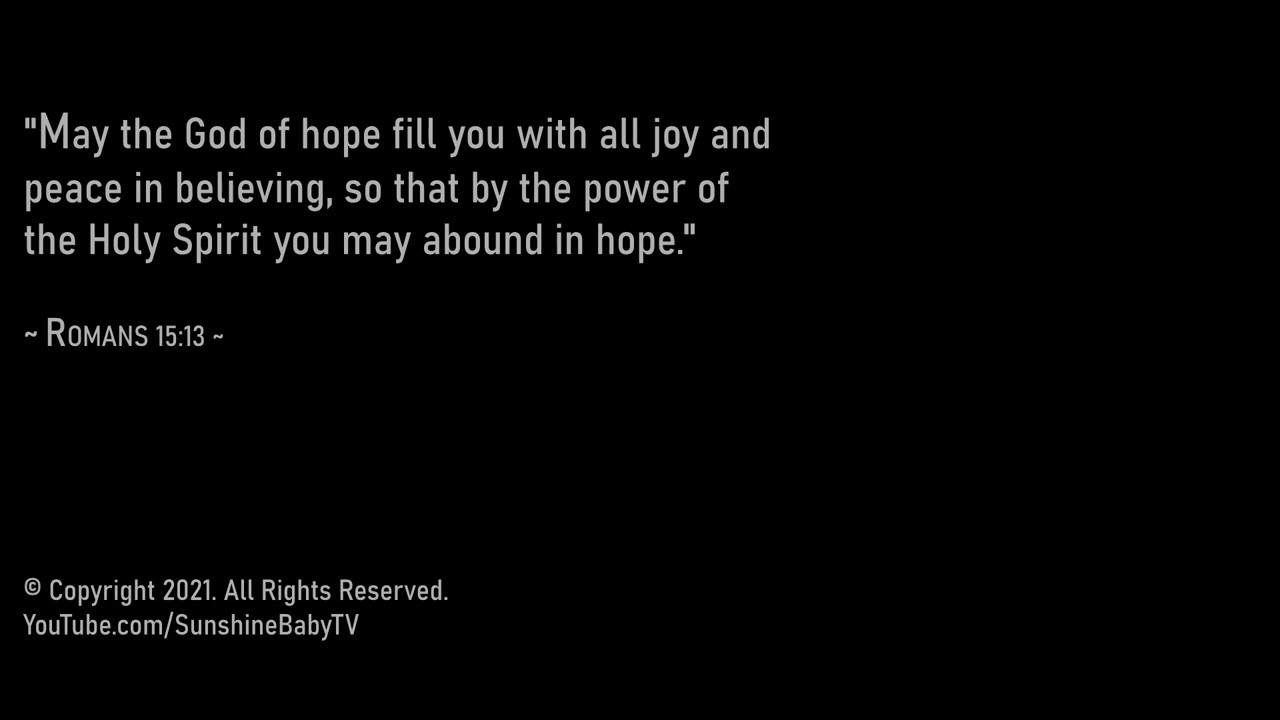 "May the God of hope fill you with all joy and
peace in believing, so that by the power of
the Holy Spirit you may abound in hope."
~ Romans 15:13 ~
© Copyright 2021. All Rights Reserved.
YouTube.com/SunshineBabyTV